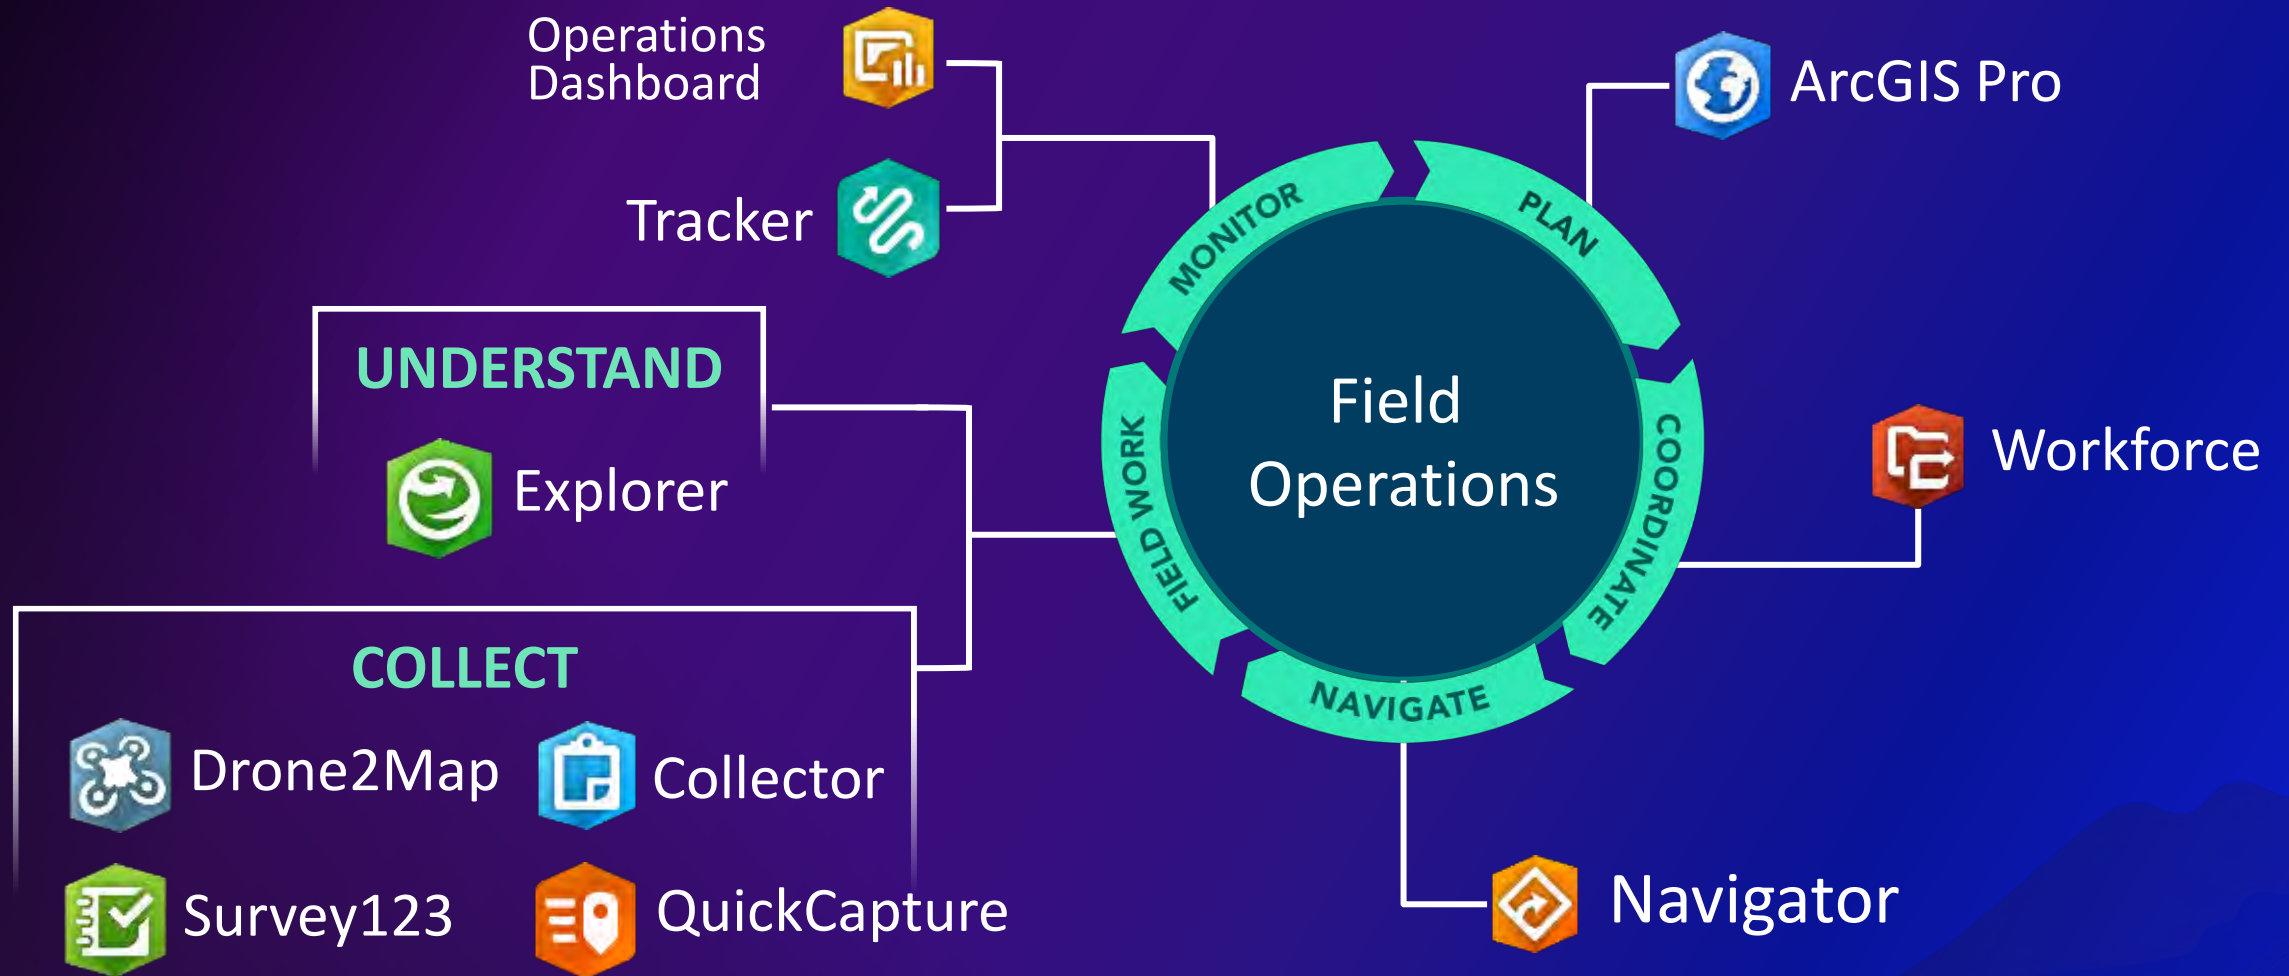 Operations
Dashboard
Tracker
ArcGIS Pro
MONITOR
PLAN
UNDERSTAND
Explorer
Field
Operations
FIELD WORK
COORDINATE
Workforce
NAVIGATE
COLLECT
Drone2Map
Collector
Survey123
QuickCapture
Navigator